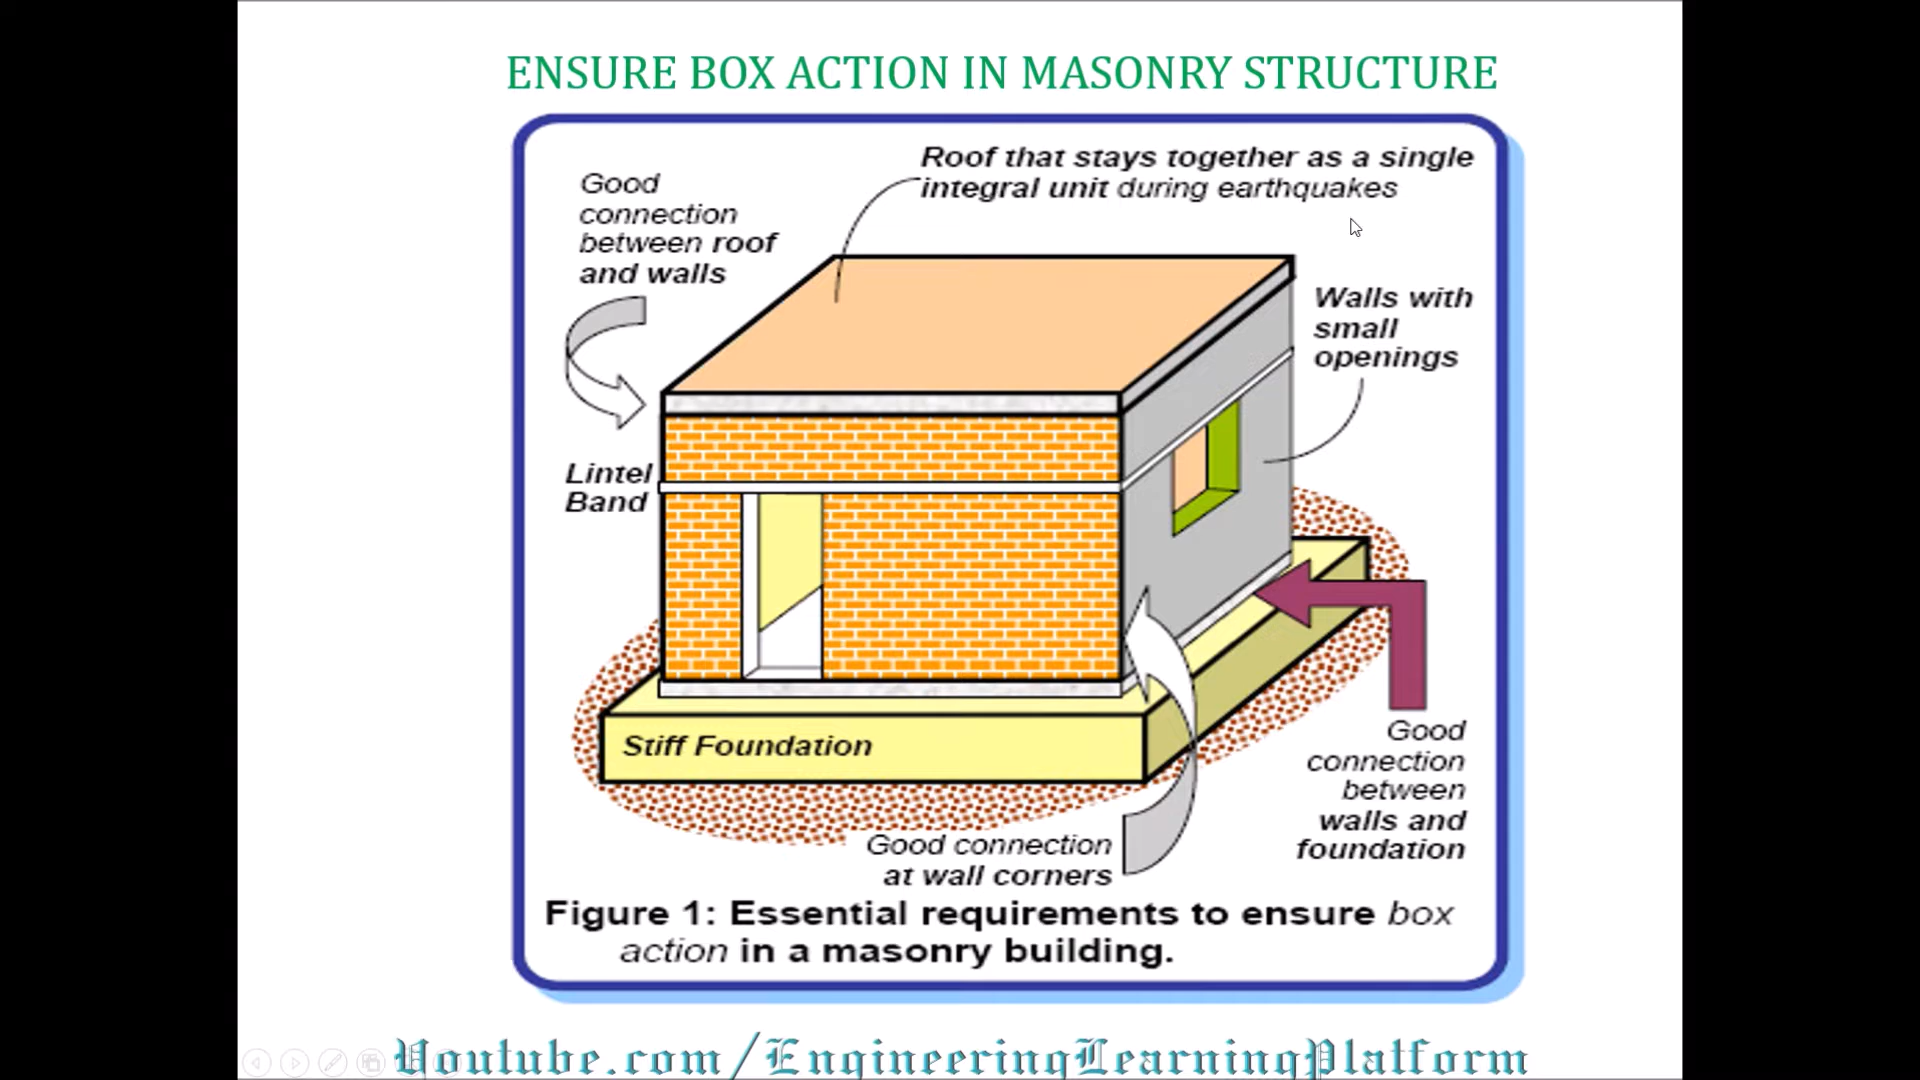 ENSURE BOX ACTION IN MASONRY STRUCTURE
Roof that stays together as a single
integral unit during earthquakes
Good
connection
between roof
and walls
Walls with
small
openings
Lintel
Band
Stiff Foundation
Good
connection
between
walls and
foundation
Good connection
at wall corners
Figure 1: Essential requirements to ensure box
action in a masonry building.
Youtube.com/EngineeringLearningPlatform